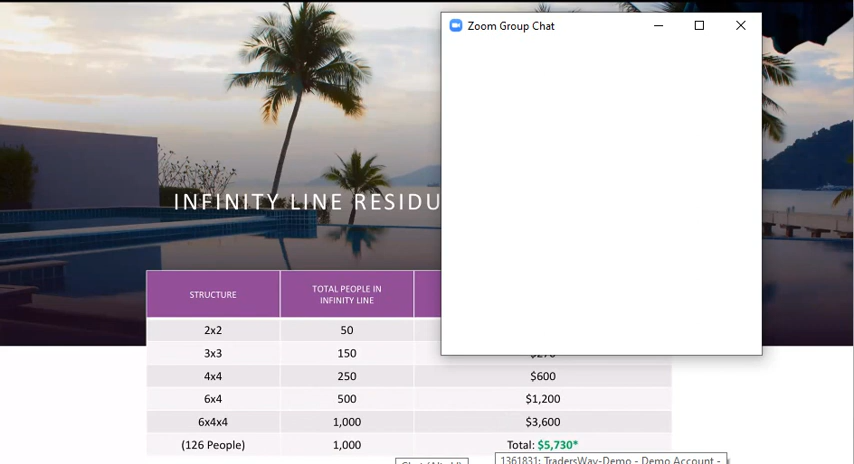 Zoom Group Chat
INFINITY LINE RESIDU
STRUCTURE
TOTAL PEOPLE IN
INFINITY LINE
2x2 50
3x3 150 $270
4x4 250 $600
6x4 500 $1,200
6x4x4 1,000 $3,600
(126 People) 1,000 Total: $5,730*
1361831: TradersWay-Demo - Demo Account -